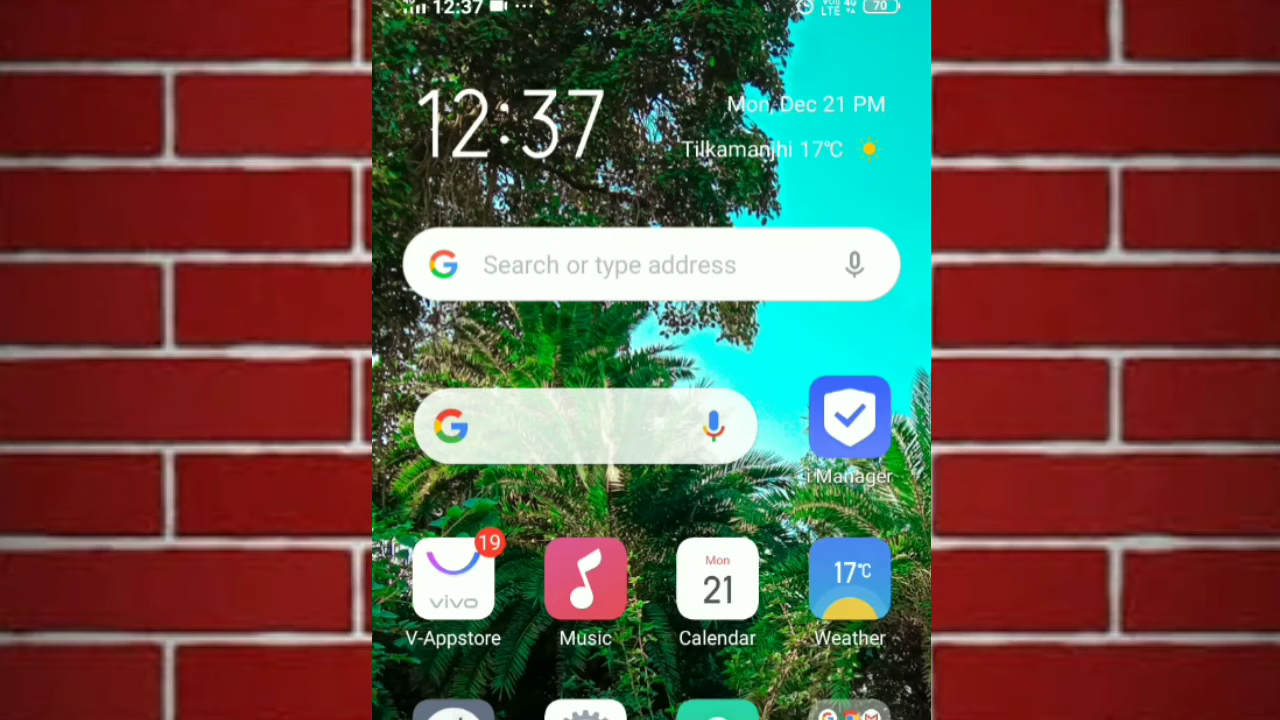 12:37 ...
LTE 70
12:37
Mon, Dec 21 PM
Tilkamanjhi 17℃
Search or type address
i Manager
19
vivo
V-Appstore
Music
Mon
21
Calendar
17℃
Weather